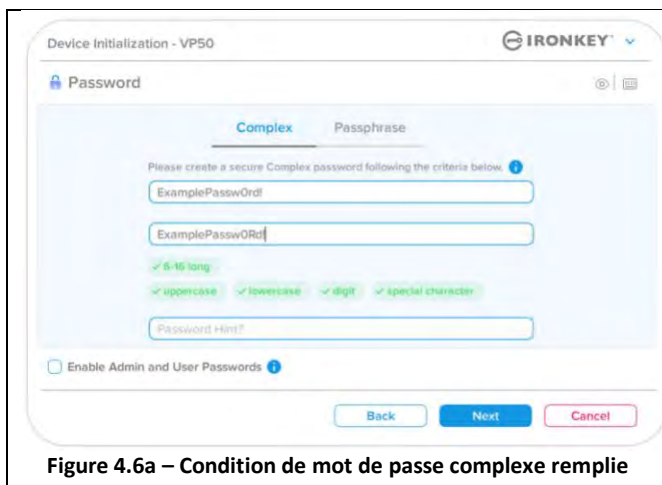 Device Initialization - VP50
IRONKEY
Password
Complex Passphrase
Please create a secure Complex password following the criteria below.
ExamplePassw0rd!
ExamplePassw0Rd!
✓ 6-16 long
✓ uppercase ✓ lowercase ✓ digit ✓ special character
Password Hint?
Enable Admin and User Passwords
Back Next Cancel
Figure 4.6a – Condition de mot de passe complexe remplie